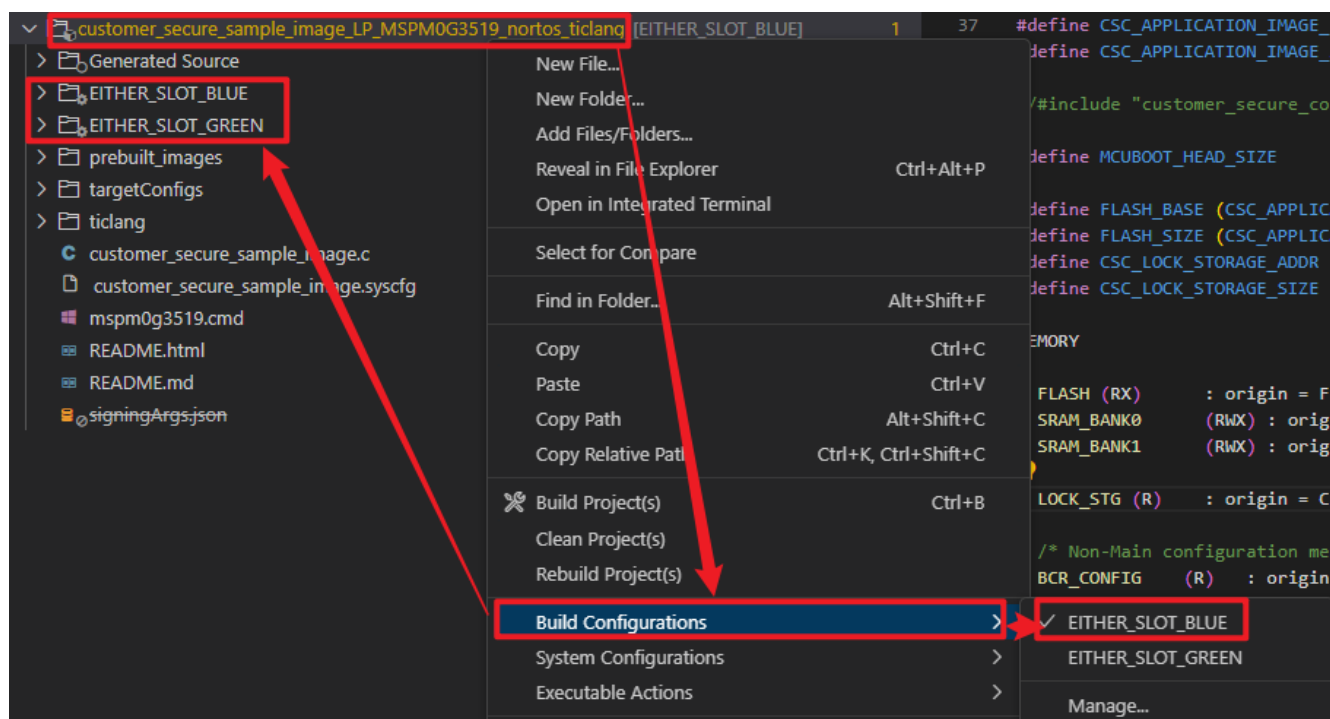 customer_secure_sample_image_LP_MSPM0G3519_nortos_ticlang [EITHER_SLOT_BLUE] 1
Generated Source
EITHER_SLOT_BLUE
EITHER_SLOT_GREEN
prebuilt_images
targetConfigs
ticlang
customer_secure_sample_image.c
customer_secure_sample_image.syscfg
mspm0g3519.cmd
README.html
README.md
signingArgs.json
New File...
New Folder...
Add Files/Folders...
Reveal in File Explorer Ctrl+Alt+P
Open in Integrated Terminal
Select for Compare
Find in Folder... Alt+Shift+F
Copy Ctrl+C
Paste Ctrl+V
Copy Path Alt+Shift+C
Copy Relative Path Ctrl+K, Ctrl+Shift+C
Build Project(s) Ctrl+B
Clean Project(s)
Rebuild Project(s)
Build Configurations
System Configurations
Executable Actions
EITHER_SLOT_BLUE
EITHER_SLOT_GREEN
Manage...
37 #define CSC_APPLICATION_IMAGE_
define CSC_APPLICATION_IMAGE_
/#include "customer_secure_co
define MCUBOOT_HEAD_SIZE
define FLASH_BASE (CSC_APPLIC
define FLASH_SIZE (CSC_APPLIC
define CSC_LOCK_STORAGE_ADDR
define CSC_LOCK_STORAGE_SIZE
EMORY
FLASH (RX) : origin = F
SRAM_BANK0 (RWX) : orig
SRAM_BANK1 (RWX) : orig
LOCK_STG (R) : origin = C
/* Non-Main configuration me
BCR_CONFIG (R) : origin